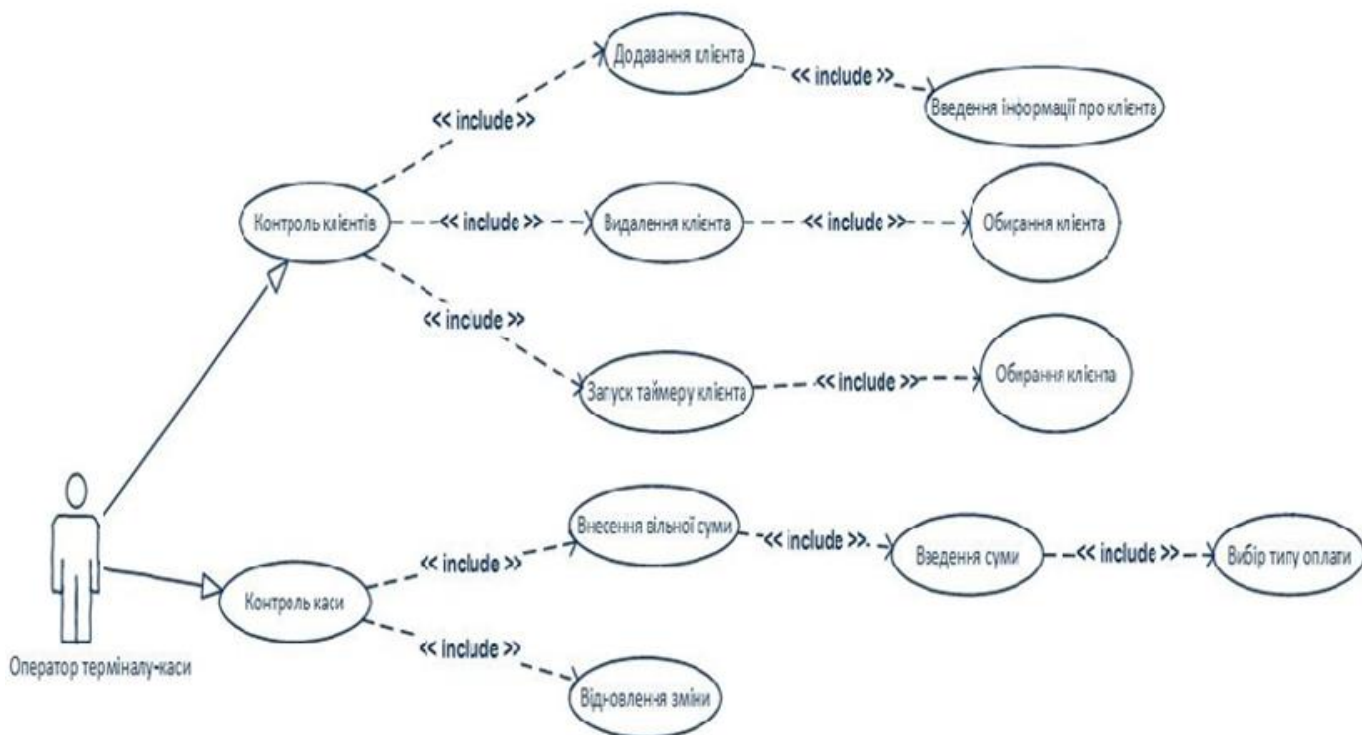 Додавання клієнта
<< include >>
Введення інформації про клієнта
<< include >>
Контроль клієнтів
<< include >>
Видалення клієнта
<< include >>
Обирання клієнта
<< include >>
Запуск таймеру клієнта
<< include >>
Обирання клієнта
Внесення вільної суми
<< include >>
Введення суми
<< include >>
Вибір типу оплати
<< include >>
Контроль каси
<< include >>
Відновлення зміни
Оператор терміналу-каси